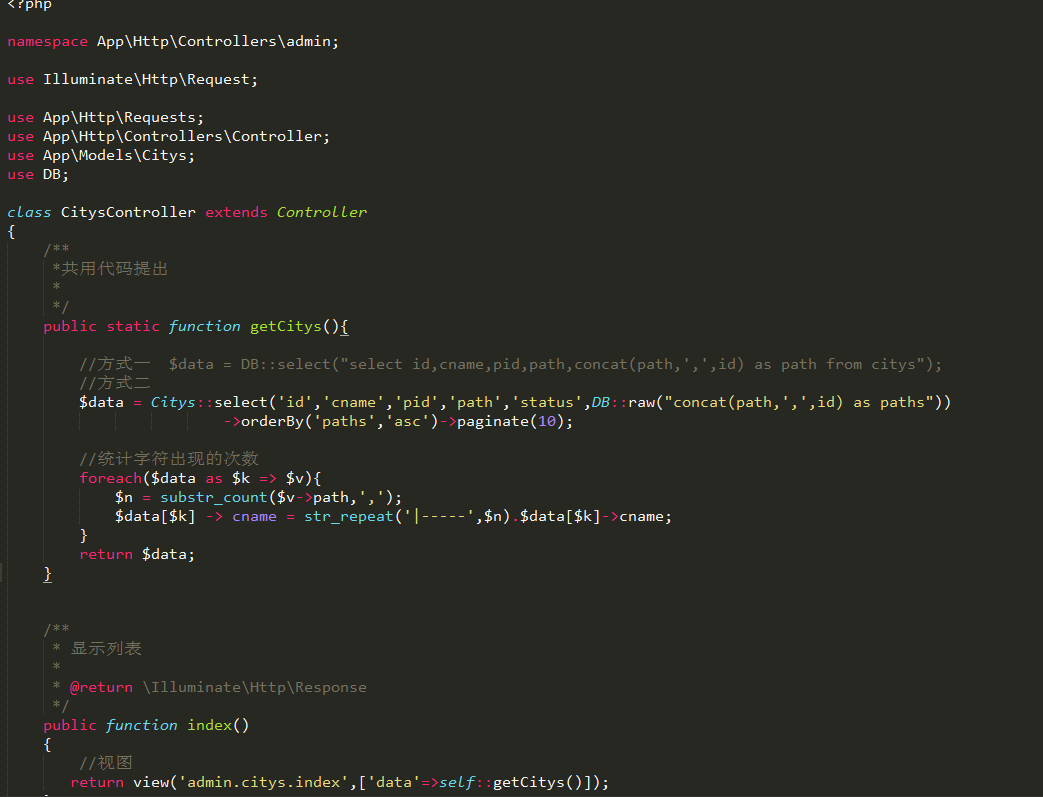 <?php
namespace App\Http\Controllers\admin;
use Illuminate\Http\Request;
use App\Http\Requests;
use App\Http\Controllers\Controller;
use App\Models\Citys;
use DB;
class CitysController extends Controller
{
    /**
     *共用代码提出
     *
     */
    public static function getCitys(){
        //方式一  $data = DB::select("select id,cname,pid,path,concat(path,',',id) as path from citys");
        //方式二
        $data = Citys::select('id','cname','pid','path','status',DB::raw("concat(path,',',id) as paths"))
                        ->orderBy('paths','asc')->paginate(10);
        //统计字符出现的次数
        foreach($data as $k => $v){
            $n = substr_count($v->path,',');
            $data[$k] -> cname = str_repeat('|-----',$n).$data[$k]->cname;
        }
        return $data;
    }
    /**
     * 显示列表
     *
     * @return \Illuminate\Http\Response
     */
    public function index()
    {
        //视图
       return view('admin.citys.index',['data'=>self::getCitys()]);